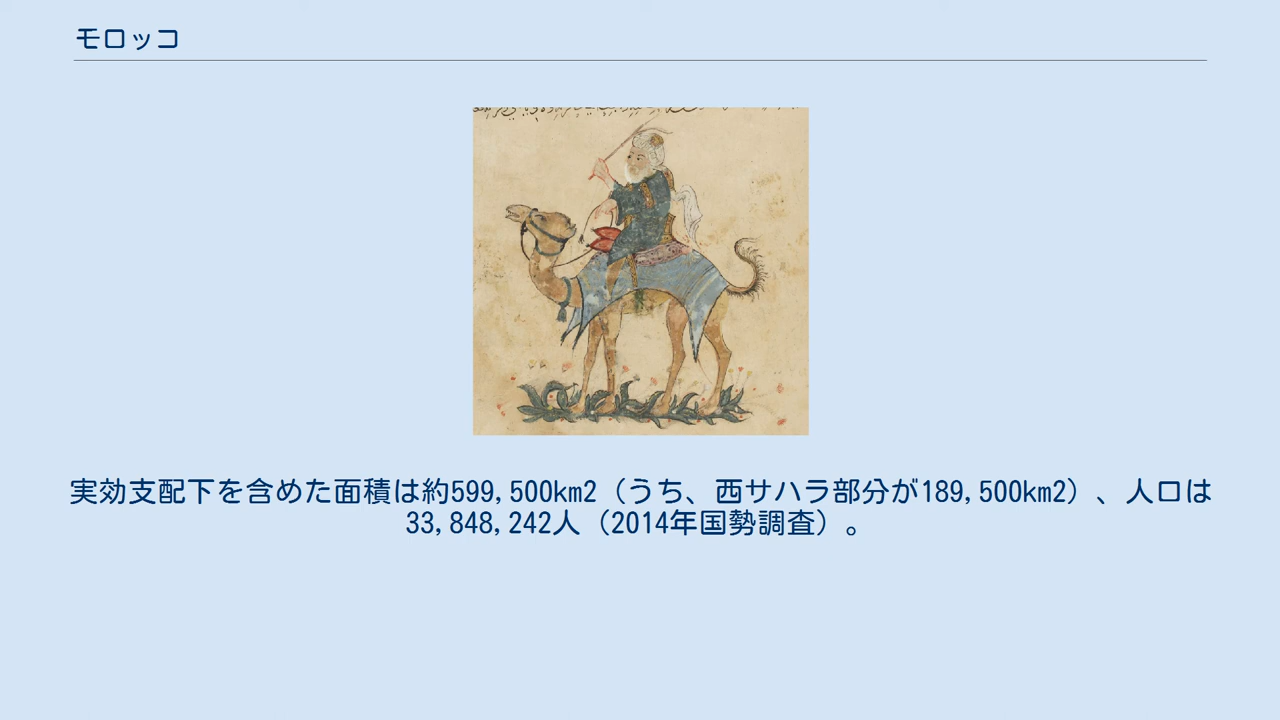 モロッコ
実効支配下を含めた面積は約599,500km2（うち、西サハラ部分が189,500km2）、人口は
33,848,242人（2014年国勢調査）。